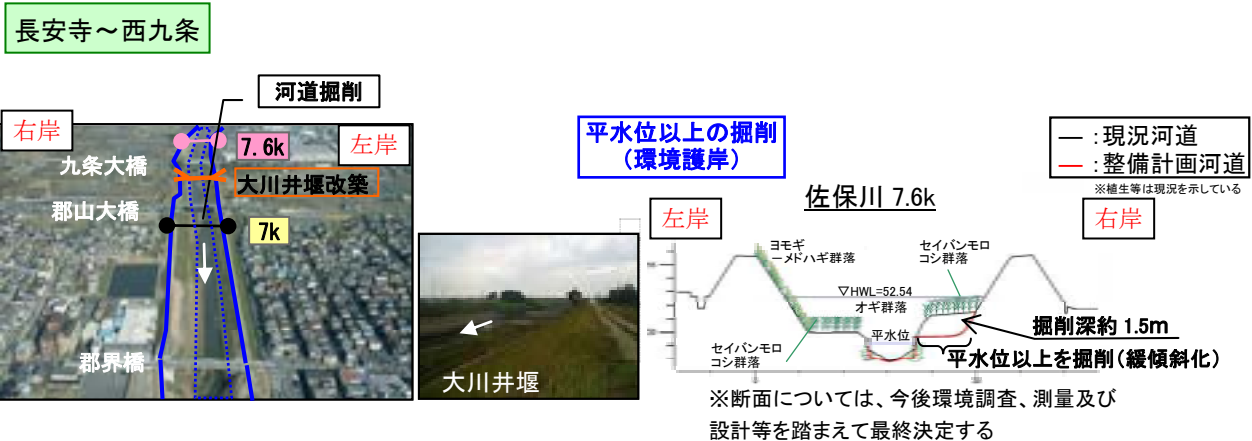 長安寺～西九条
河道掘削
右岸
左岸
7.6k
九条大橋
大川井堰改築
郡山大橋
7k
郡界橋
大川井堰
平水位以上の掘削
（環境護岸）
― ：現況河道
― ：整備計画河道
※植生等は現況を示している
佐保川 7.6k
左岸
右岸
ヨモギ
ーメドハギ群落
セイバンモロ
コシ群落
▽HWL=52.54
オギ群落
平水位
掘削深約 1.5m
セイバンモロ
コシ群落
平水位以上を掘削（緩傾斜化）
※断面については、今後環境調査、測量及び
設計等を踏まえて最終決定する